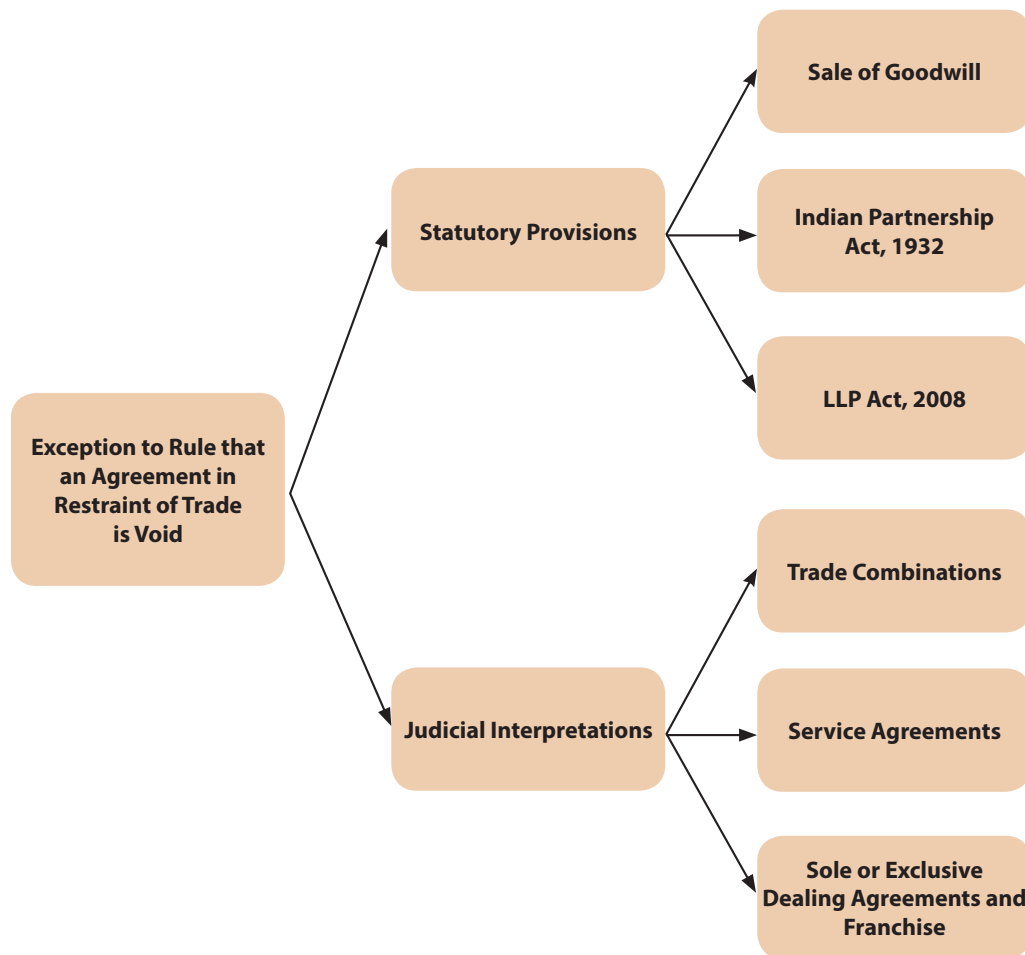 Exception to Rule that
an Agreement in
Restraint of Trade
is Void
Statutory Provisions
Sale of Goodwill
Indian Partnership
Act, 1932
LLP Act, 2008
Judicial Interpretations
Trade Combinations
Service Agreements
Sole or Exclusive
Dealing Agreements and
Franchise